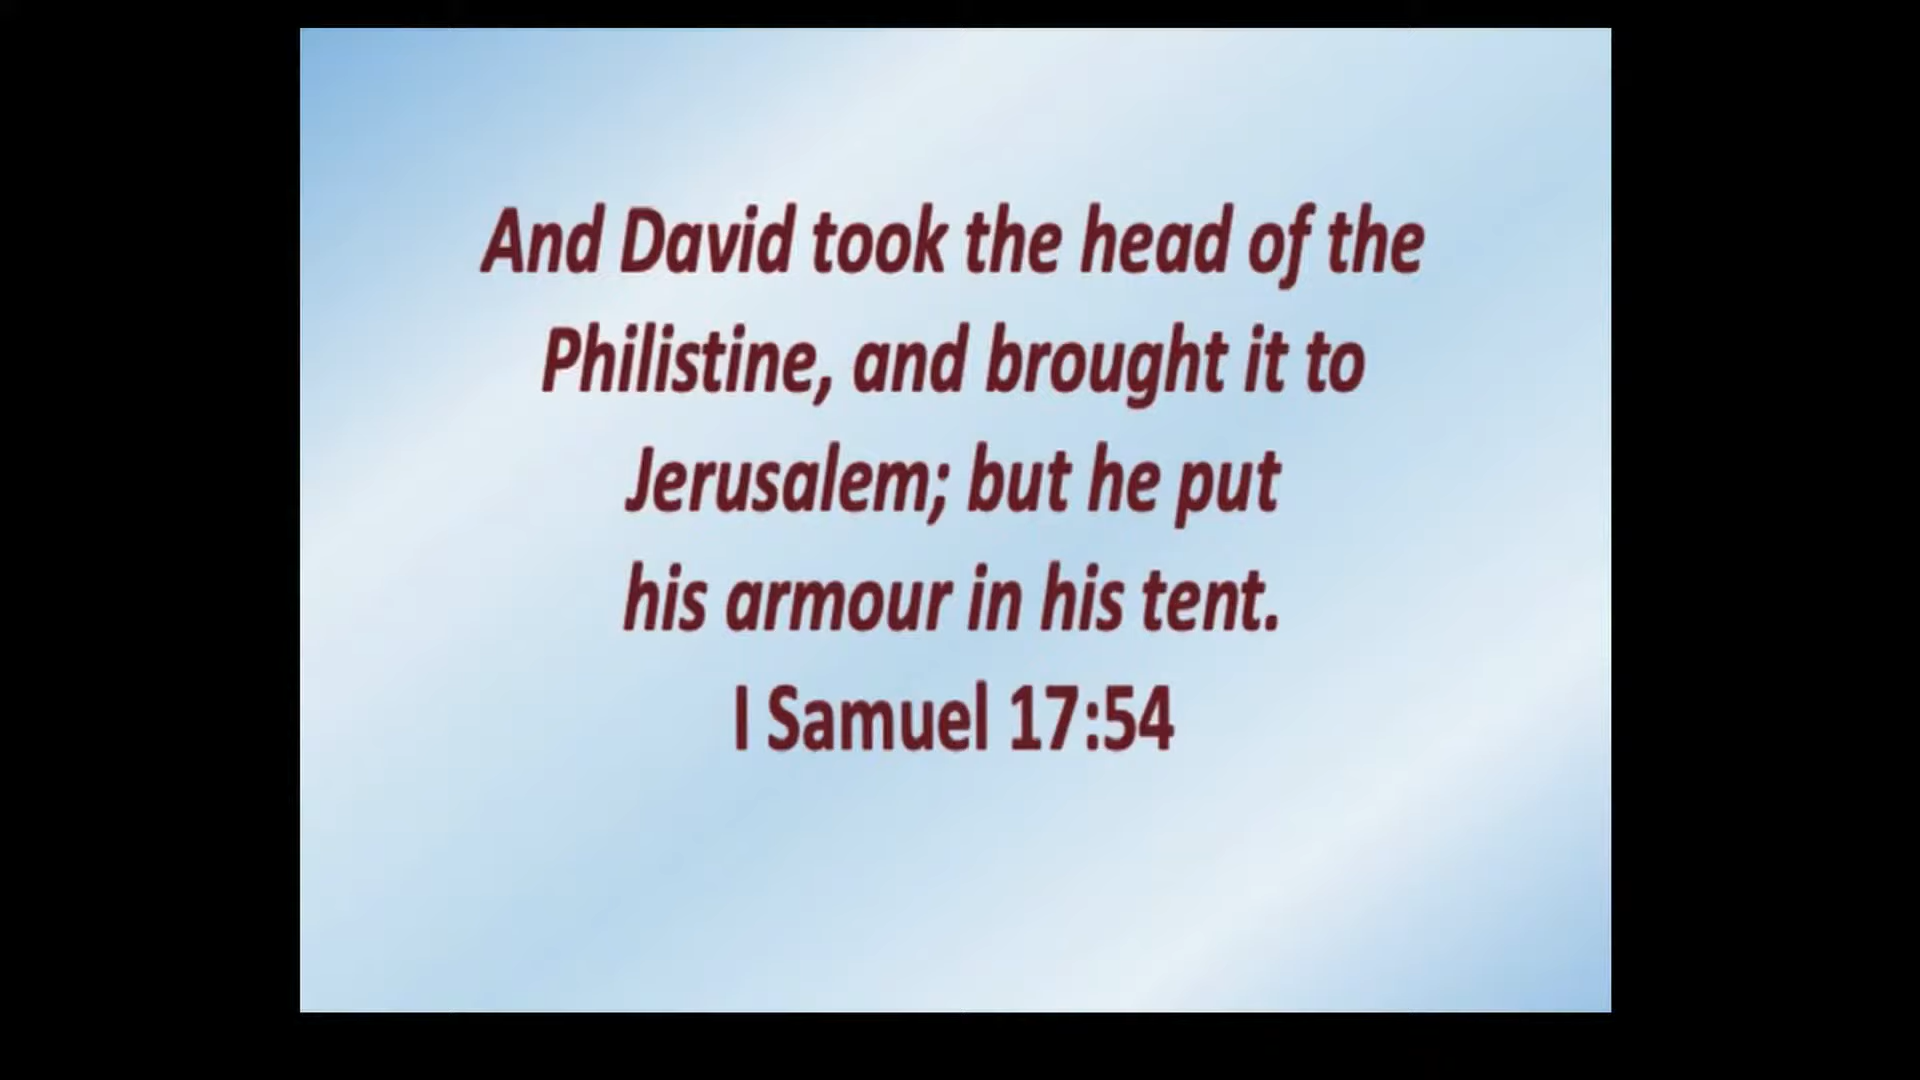 And David took the head of the
Philistine, and brought it to
Jerusalem; but he put
his armour in his tent.
I Samuel 17:54